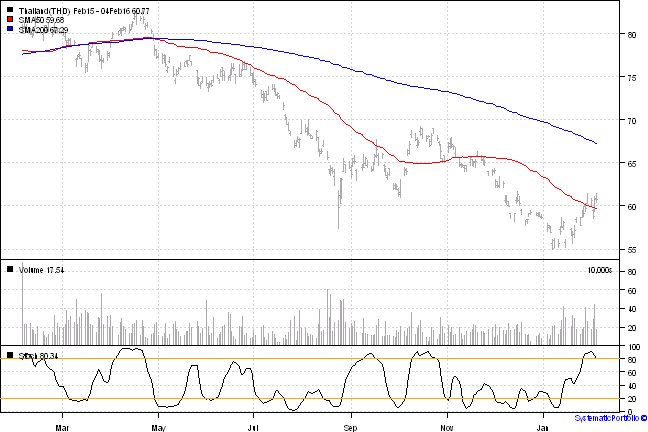 Thailand(THD) Feb15 - 04Feb16 60.77
SMA50 59.68
SMA200 67.29
80
75
70
65
60
55
Volume 17.54
10,000s
80
60
40
20
Stoch 80.34
100
80
60
40
20
0
Mar May Jul Sep Nov Jan
SystematicPortfolio ©